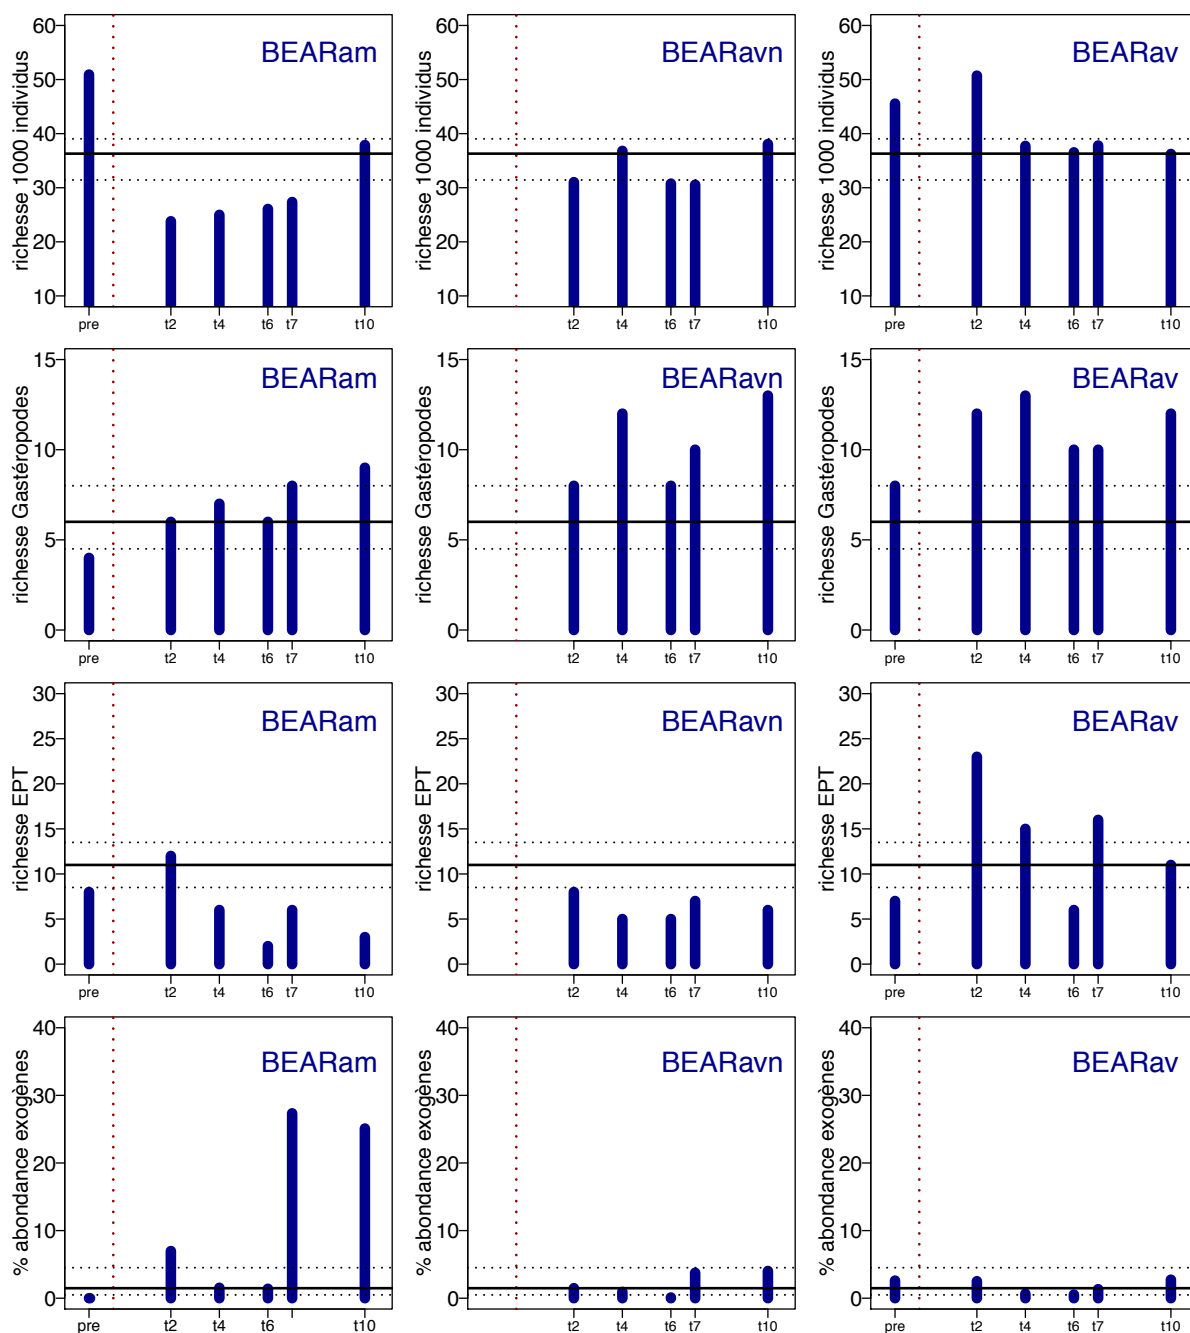 richesse 1000 individus
60
50
40
30
20
10
BEARam
pre
t2
t4
t6
t7
t10
richesse 1000 individus
60
50
40
30
20
10
BEARavn
t2
t4
t6
t7
t10
richesse 1000 individus
60
50
40
30
20
10
BEARav
pre
t2
t4
t6
t7
t10
richesse Gastéropodes
15
10
5
0
BEARam
pre
t2
t4
t6
t7
t10
richesse Gastéropodes
15
10
5
0
BEARavn
t2
t4
t6
t7
t10
richesse Gastéropodes
15
10
5
0
BEARav
pre
t2
t4
t6
t7
t10
richesse EPT
30
25
20
15
10
5
0
BEARam
pre
t2
t4
t6
t7
t10
richesse EPT
30
25
20
15
10
5
0
BEARavn
t2
t4
t6
t7
t10
richesse EPT
30
25
20
15
10
5
0
BEARav
pre
t2
t4
t6
t7
t10
% abondance exogènes
40
30
20
10
0
BEARam
pre
t2
t4
t6
t10
% abondance exogènes
40
30
20
10
0
BEARavn
t2
t4
t6
t7
t10
% abondance exogènes
40
30
20
10
0
BEARav
pre
t2
t4
t6
t7
t10